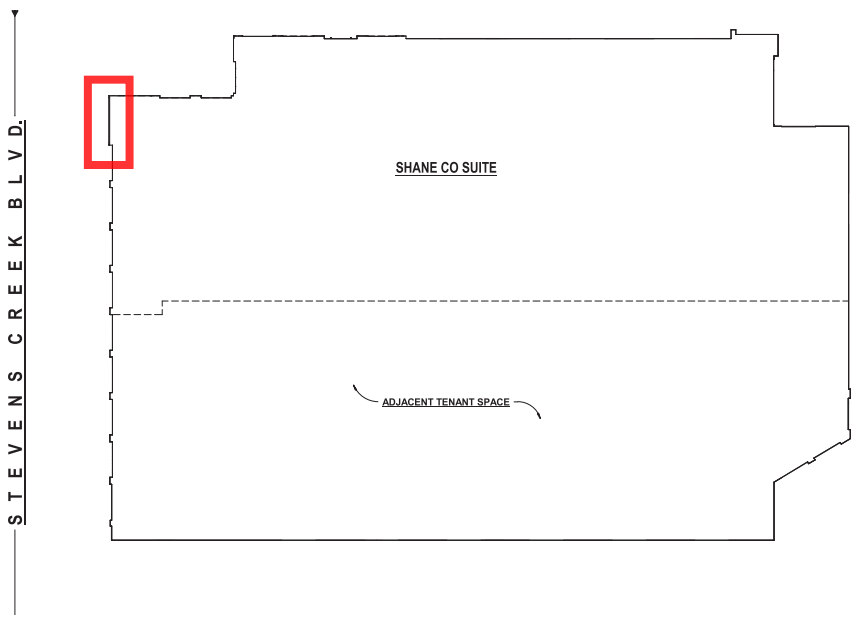 STEVENS CREEK BLVD.
SHANE CO SUITE
ADJACENT TENANT SPACE